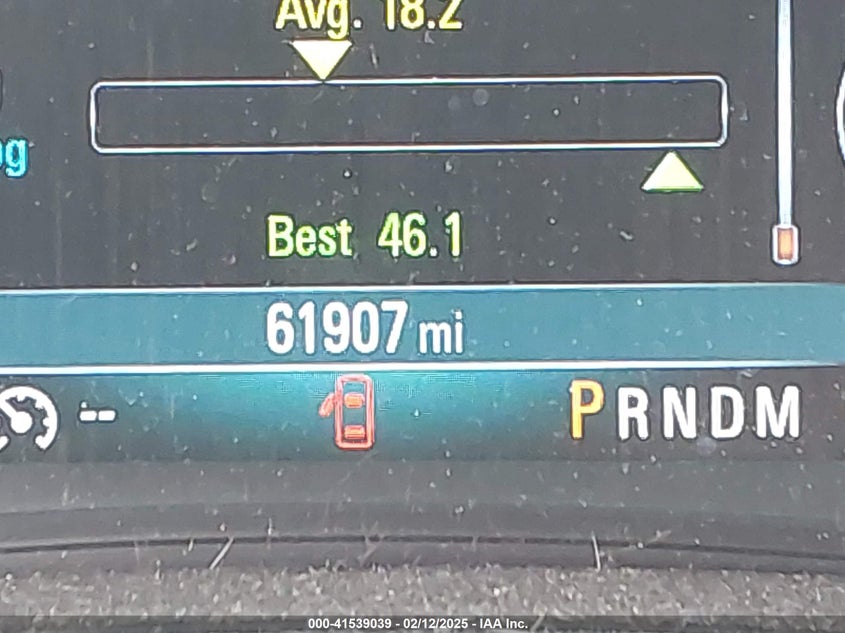 Avg. 18.2
Best 46.1
61907 mi
-- PRNDM
000-41539039 - 02/12/2025 - IAA Inc.